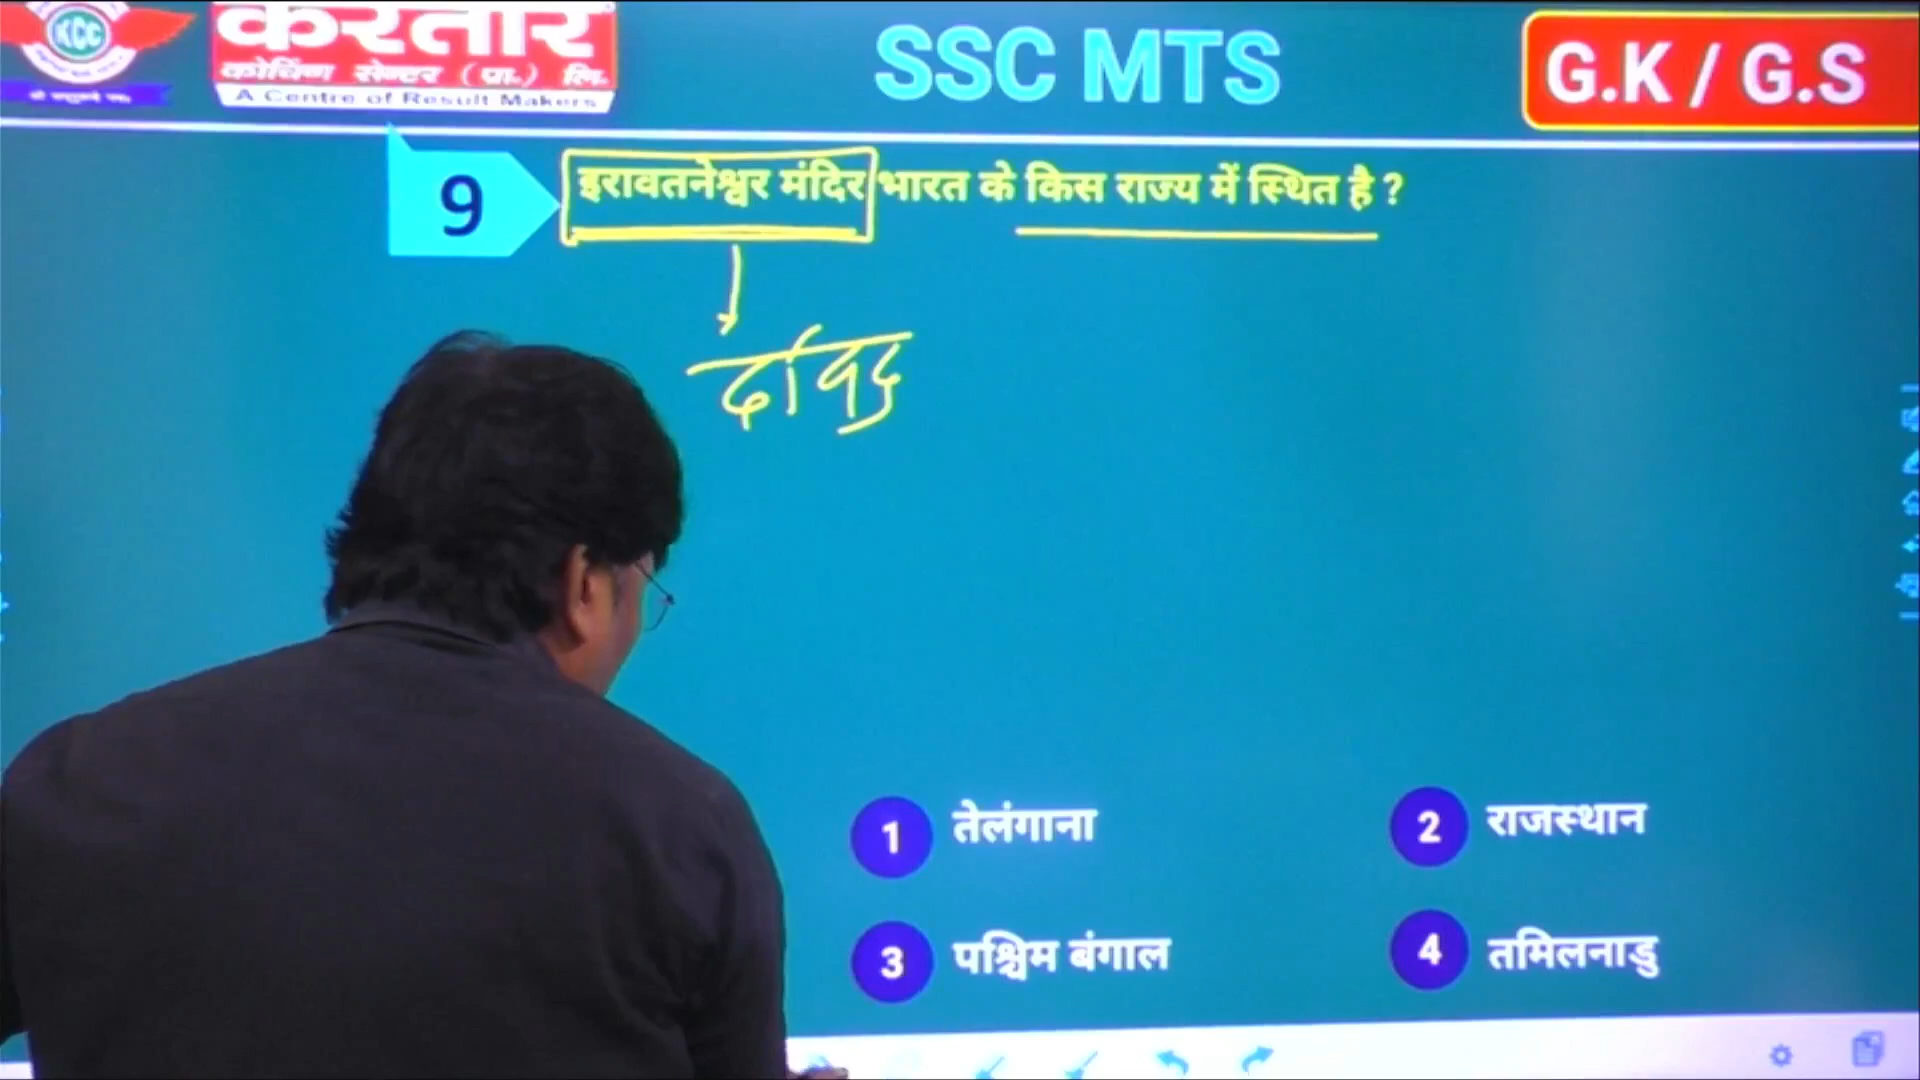 KCC
करतार
कोचिंग सेन्टर (प्रा.) लि.
A Centre of Result Makers
SSC MTS
G.K / G.S
9
इरावतनेश्वर मंदिर भारत के किस राज्य में स्थित है ?
1 तेलंगाना
2 राजस्थान
3 पश्चिम बंगाल
4 तमिलनाडु